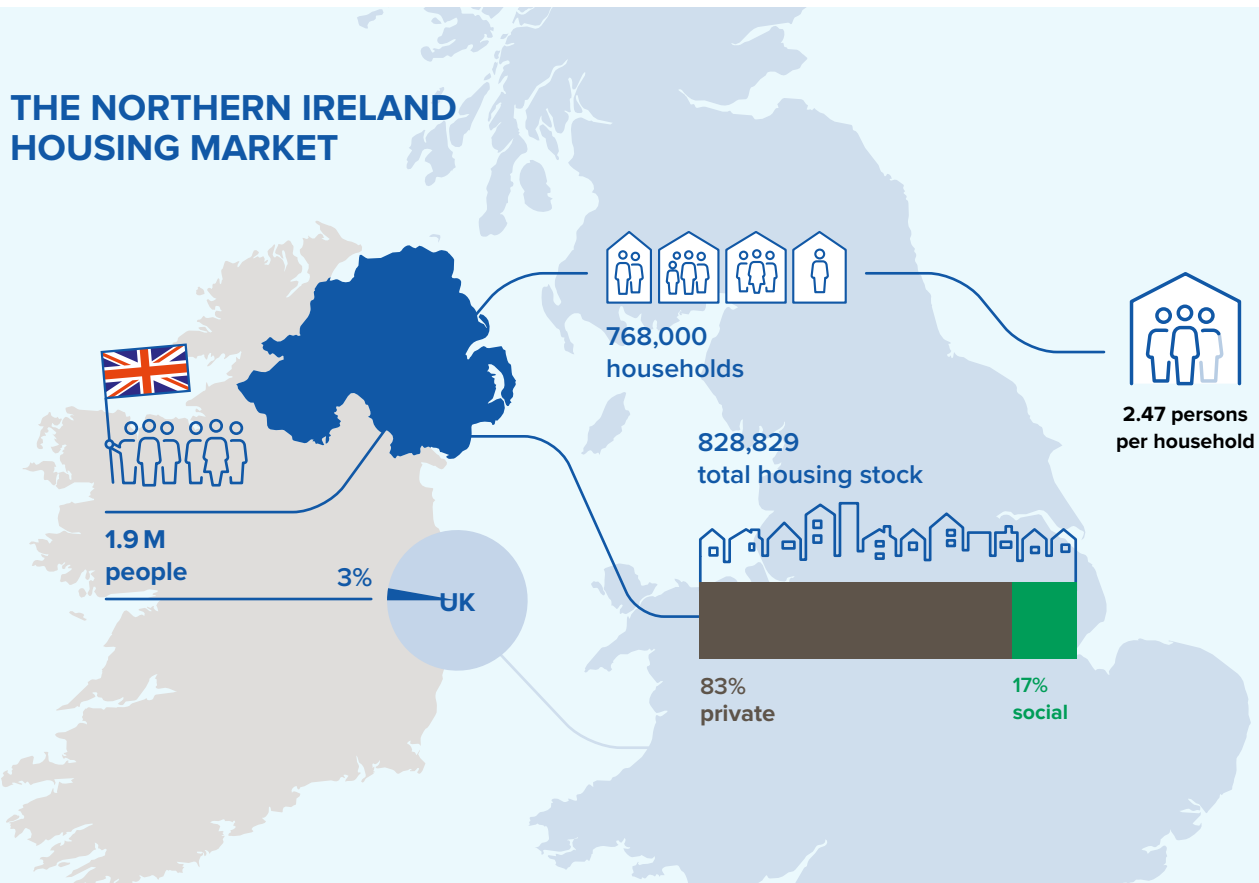 THE NORTHERN IRELAND
HOUSING MARKET
768,000
households
2.47 persons
per household
828,829
total housing stock
1.9 M
people
3%
UK
83%
private
17%
social